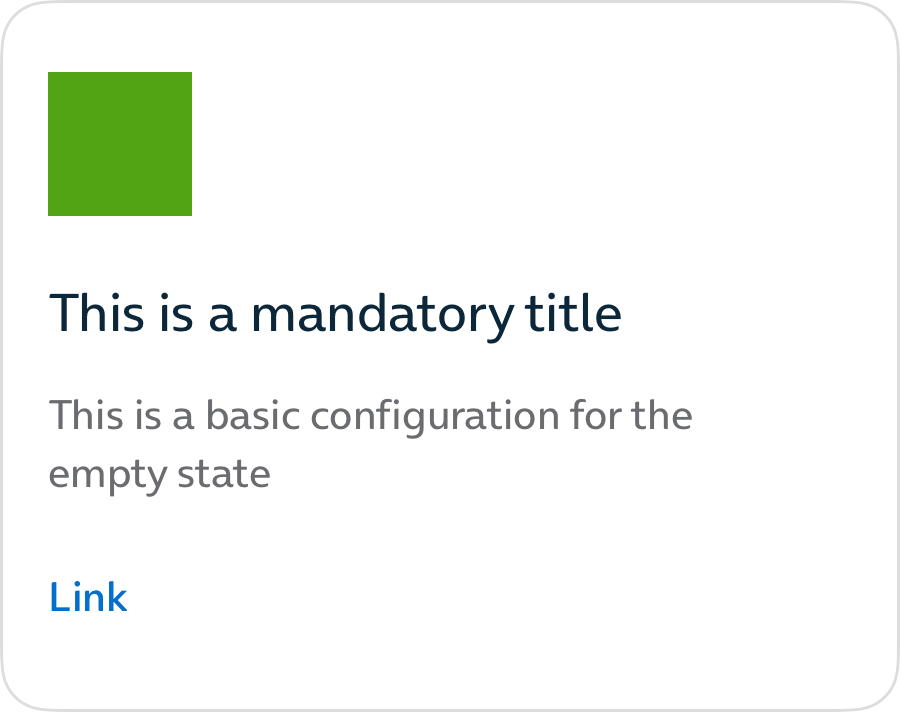 This is a mandatory title
This is a basic configuration for the
empty state
Link